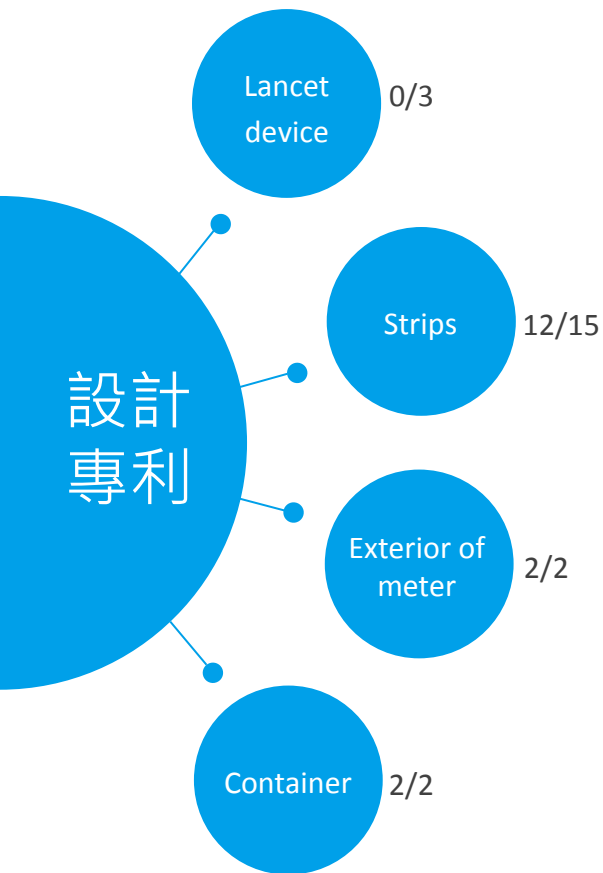 Lancet
device
0/3
Strips
12/15
設計
專利
Exterior of
meter
2/2
Container
2/2